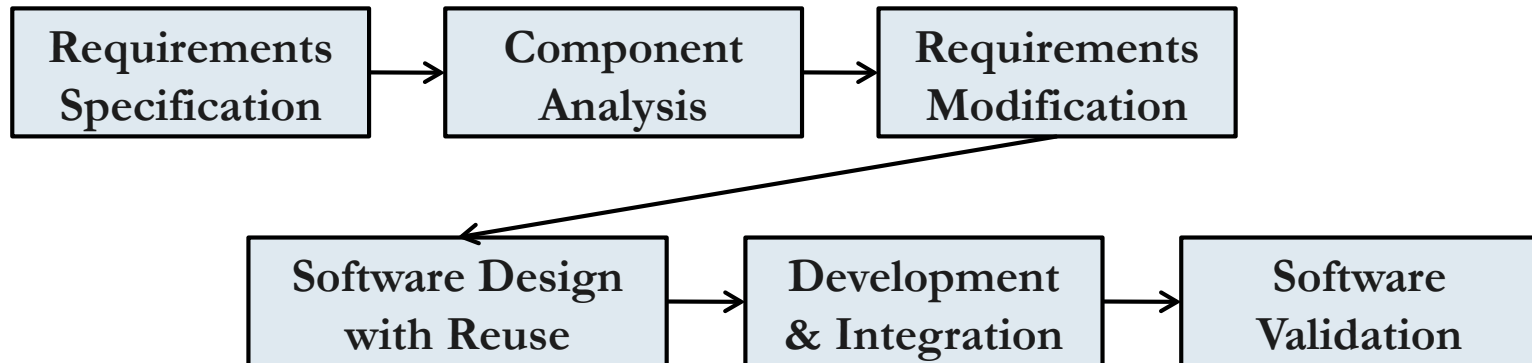 Requirements
Specification
Component
Analysis
Requirements
Modification
Software Design
with Reuse
Development
& Integration
Software
Validation